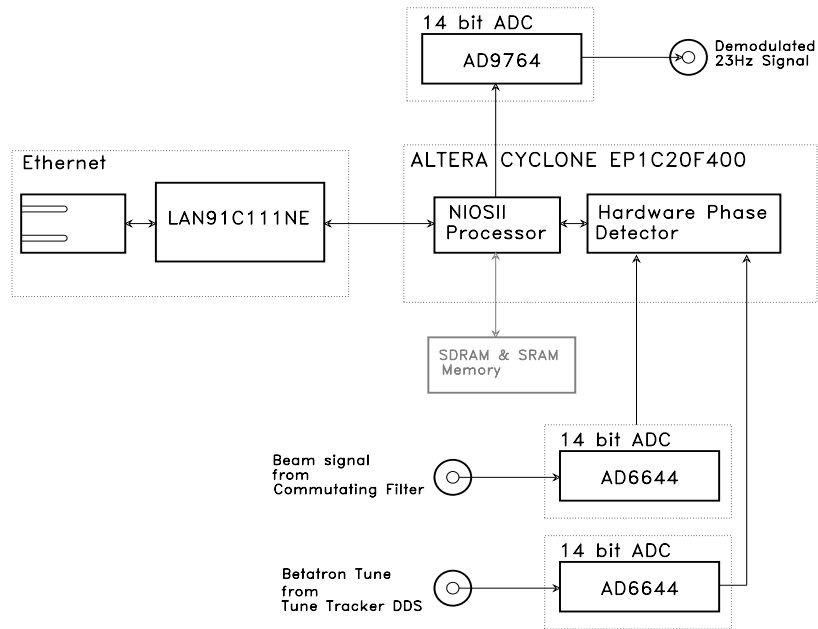 14 bit ADC
AD9764
Demodulated
23Hz Signal
Ethernet
LAN91C111NE
ALTERA CYCLONE EP1C20F400
NIOSII
Processor
Hardware Phase
Detector
SDRAM & SRAM
Memory
14 bit ADC
AD6644
Beam signal
from
Commutating Filter
14 bit ADC
AD6644
Betatron Tune
from
Tune Tracker DDS